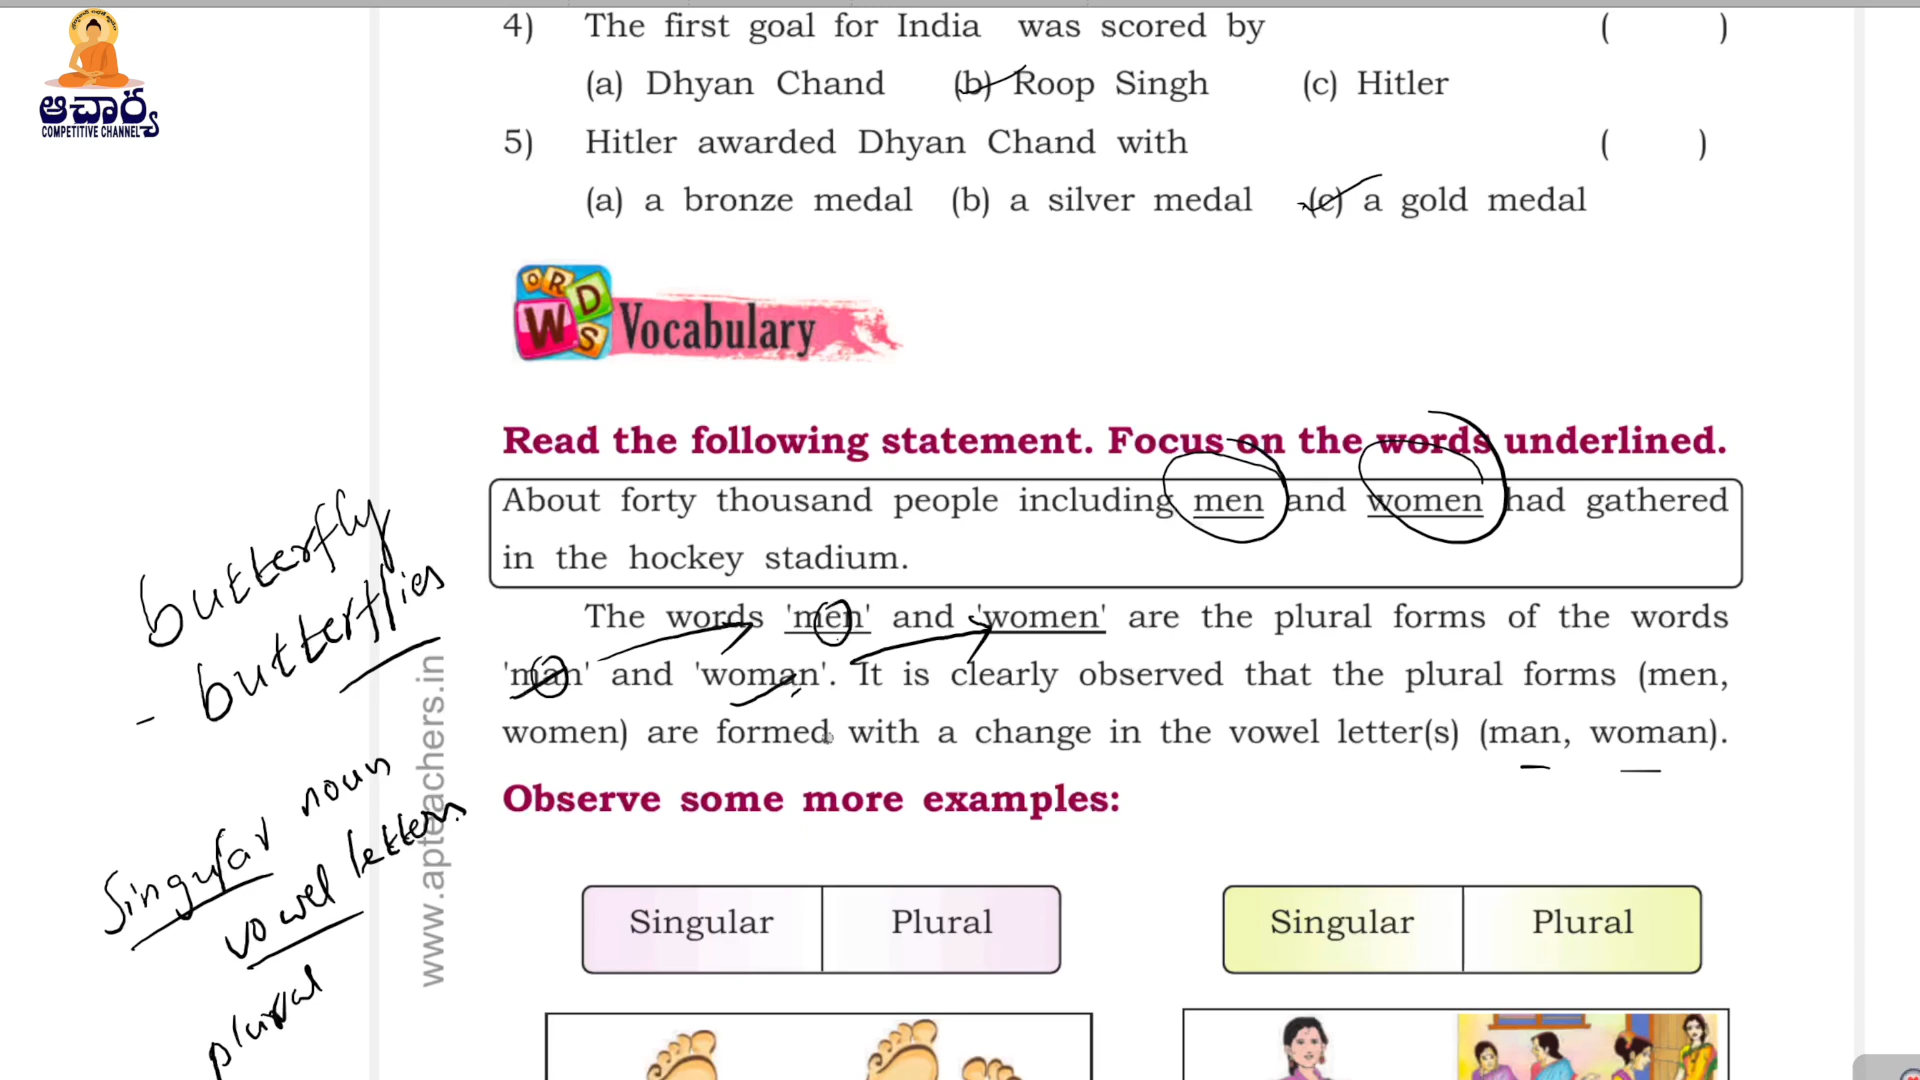 ఆచార్య
COMPETITIVE CHANNEL
4) The first goal for India was scored by ( )
(a) Dhyan Chand (b) Roop Singh (c) Hitler
5) Hitler awarded Dhyan Chand with ( )
(a) a bronze medal (b) a silver medal (c) a gold medal
WORDS Vocabulary
Read the following statement. Focus on the words underlined.
About forty thousand people including men and women had gathered
in the hockey stadium.
The words 'men' and 'women' are the plural forms of the words
'man' and 'woman'. It is clearly observed that the plural forms (men,
women) are formed with a change in the vowel letter(s) (man, woman).
Observe some more examples:
Singular Plural
Singular Plural
butterfly
- butterflies
Singular noun
vowel letters
plural
www.apteachers.in